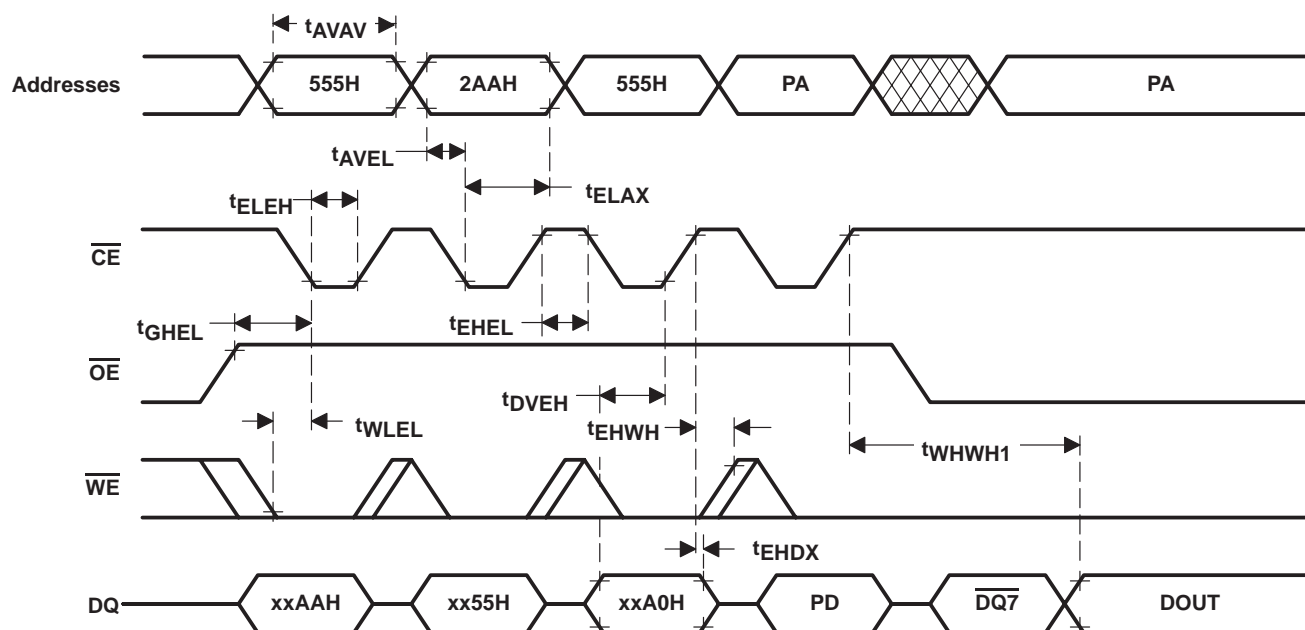 tAVAV
Addresses 555H 2AAH 555H PA PA
tAVEL
tELAX
tELEH
CE
tGHEL
tEHEL
OE
tDVEH
tWLEL
tEHWH
tWHWH1
WE
tEHDX
DQ xxAAH xx55H xxA0H PD DQ7 DOUT